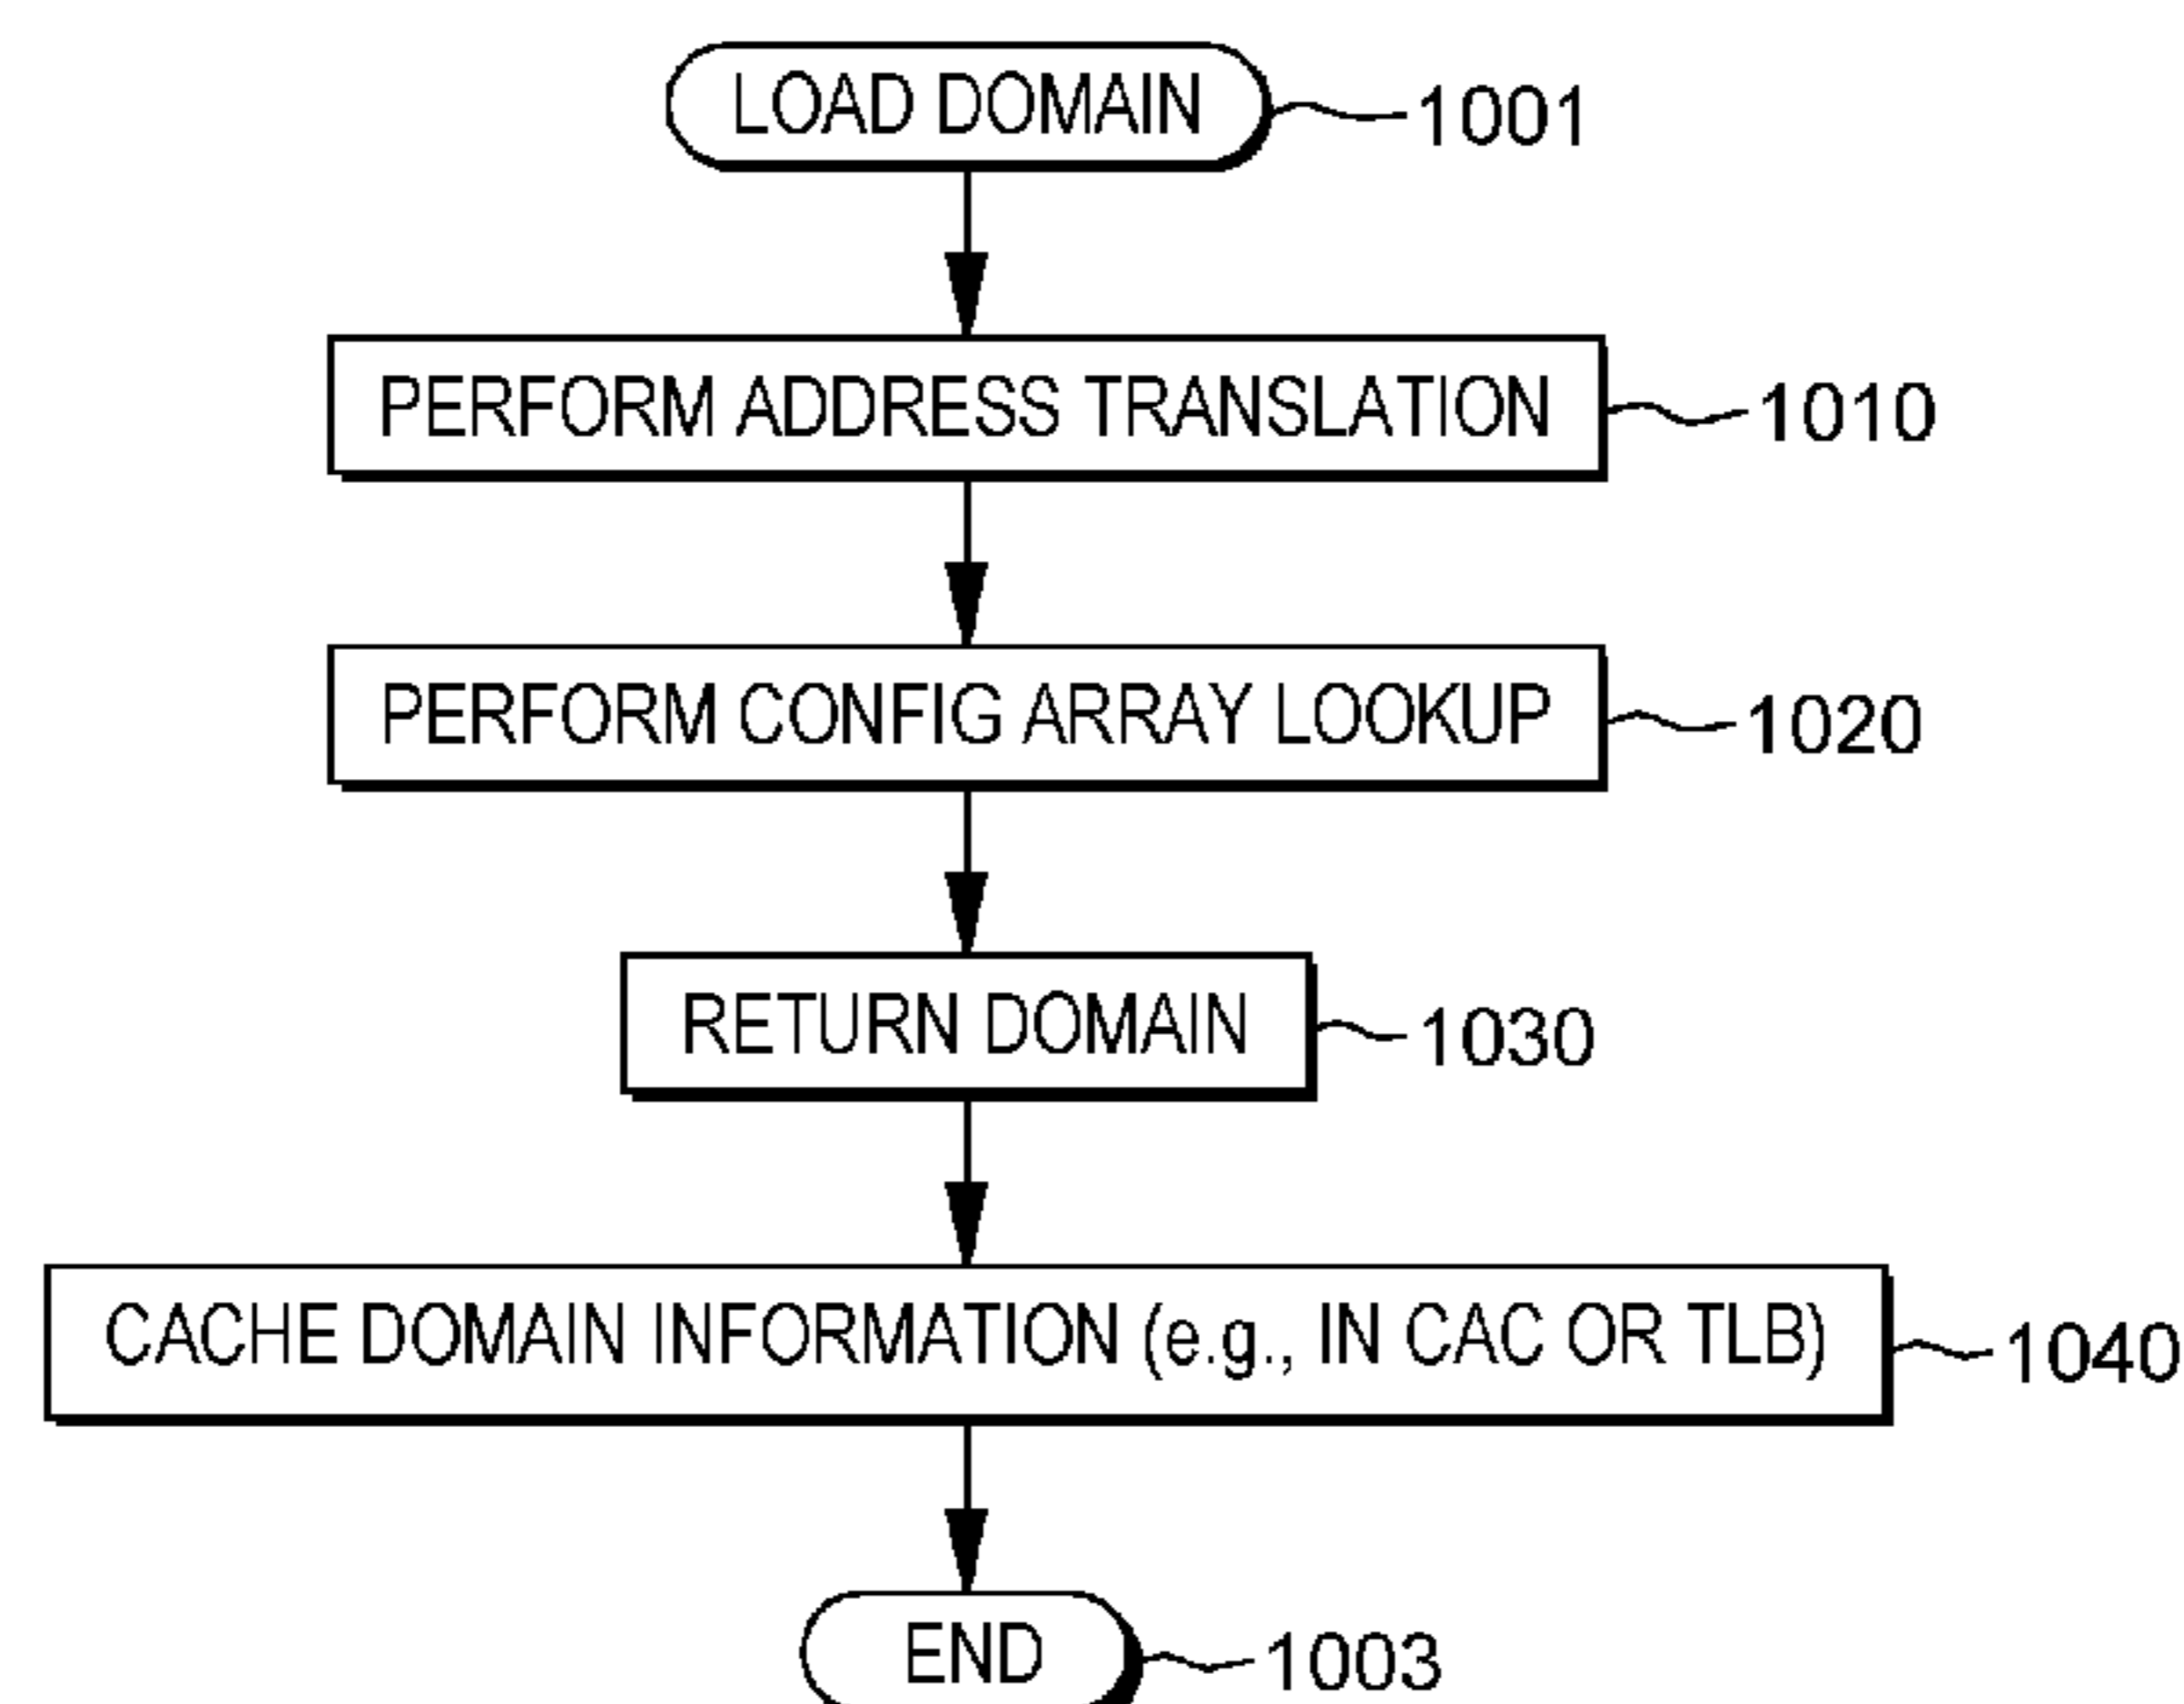 LOAD DOMAIN 1001
PERFORM ADDRESS TRANSLATION 1010
PERFORM CONFIG ARRAY LOOKUP 1020
RETURN DOMAIN 1030
CACHE DOMAIN INFORMATION (e.g., IN CAC OR TLB) 1040
END 1003